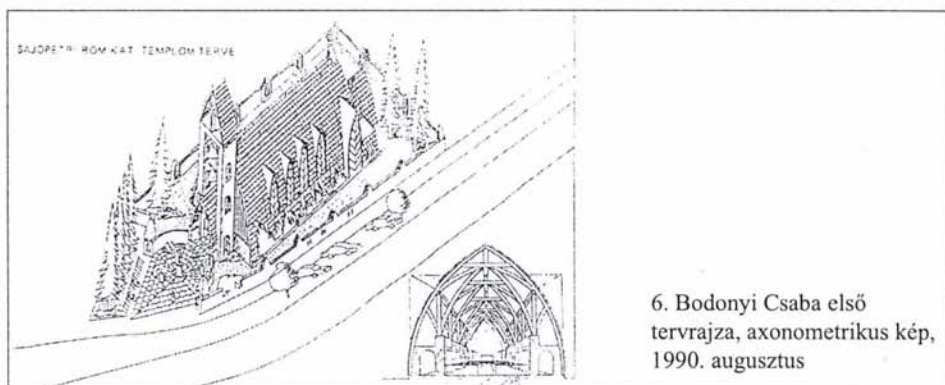 SAJÓPETRI RÓM.KAT. TEMPLOM TERVE
6. Bodonyi Csaba első
tervrajza, axonometrikus kép,
1990. augusztus